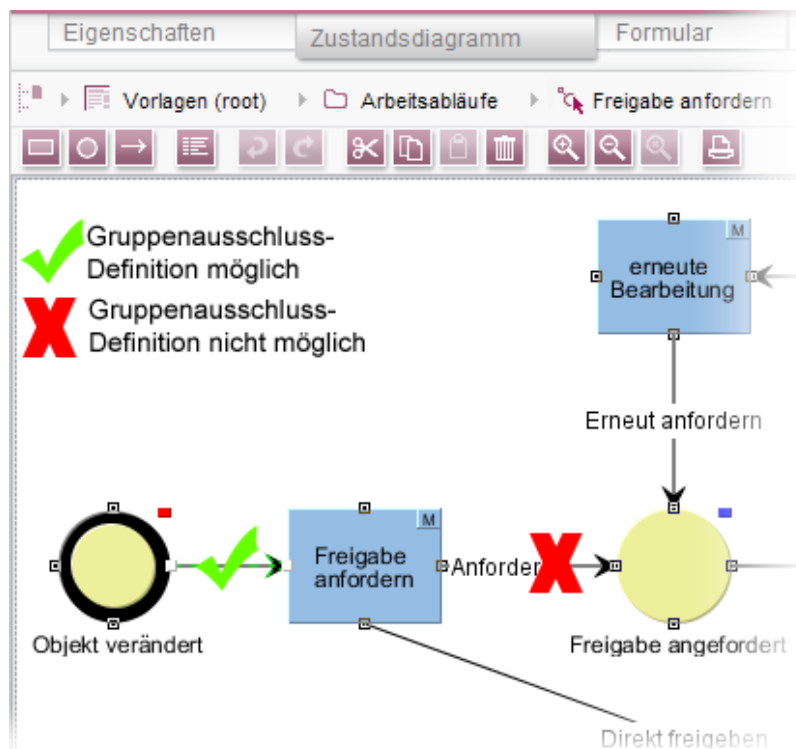 Eigenschaften
Zustandsdiagramm
Formular
Vorlagen (root)
Arbeitsabläufe
Freigabe anfordern
Gruppenausschluss-
Definition möglich
Gruppenausschluss-
Definition nicht möglich
M
erneute
Bearbeitung
Erneut anfordern
M
Freigabe
anfordern
Anforder
Objekt verändert
Freigabe angefordert
Direkt freigeben